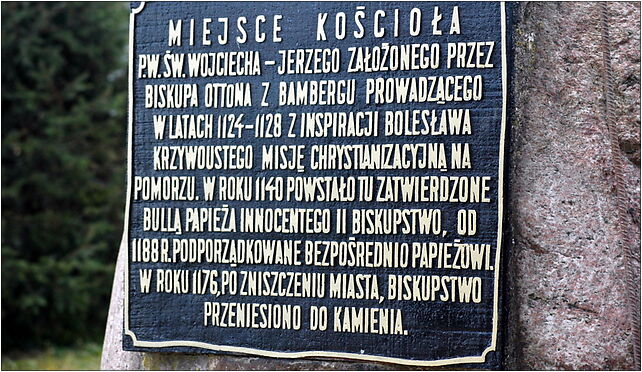 MIEJSCE KOŚCIOŁA
P.W. ŚW. WOJCIECHA - JERZEGO ZAŁOŻONEGO PRZEZ
BISKUPA OTTONA Z BAMBERGU PROWADZĄCEGO
W LATACH 1124-1128 Z INSPIRACJI BOLESŁAWA
KRZYWOUSTEGO MISJĘ CHRYSTIANIZACYJNĄ NA
POMORZU. W ROKU 1140 POWSTAŁO TU ZATWIERDZONE
BULLĄ PAPIEŻA INNOCENTEGO II BISKUPSTWO, OD
1188 R. PODPORZĄDKOWANE BEZPOŚREDNIO PAPIEŻOWI.
W ROKU 1176, PO ZNISZCZENIU MIASTA, BISKUPSTWO
PRZENIESIONO DO KAMIENIA.